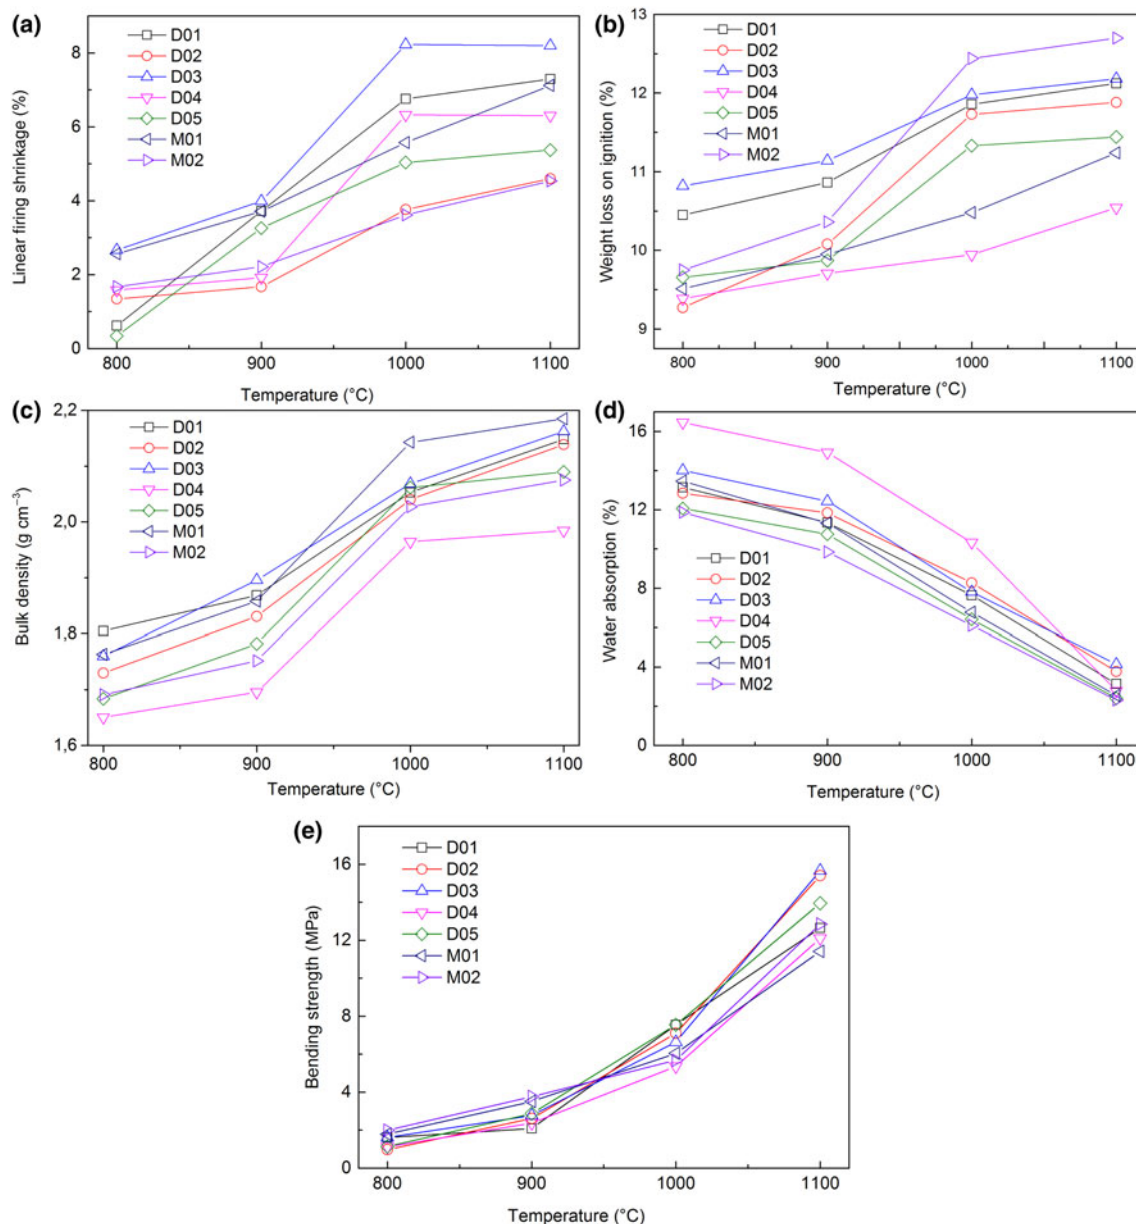 (a)
D01
D02
D03
D04
D05
M01
M02
Linear firing shrinkage (%)
8
6
4
2
0
800 900 1000 1100
Temperature (°C)
(b)
D01
D02
D03
D04
D05
M01
M02
Weight loss on ignition (%)
13
12
11
10
9
800 900 1000 1100
Temperature (°C)
(c)
D01
D02
D03
D04
D05
M01
M02
Bulk density (g cm⁻³)
2,2
2,0
1,8
1,6
800 900 1000 1100
Temperature (°C)
(d)
Water absorption (%)
16
12
8
4
0
D01
D02
D03
D04
D05
M01
M02
800 900 1000 1100
Temperature (°C)
(e)
D01
D02
D03
D04
D05
M01
M02
Bending strength (MPa)
16
12
8
4
0
800 900 1000 1100
Temperature (°C)